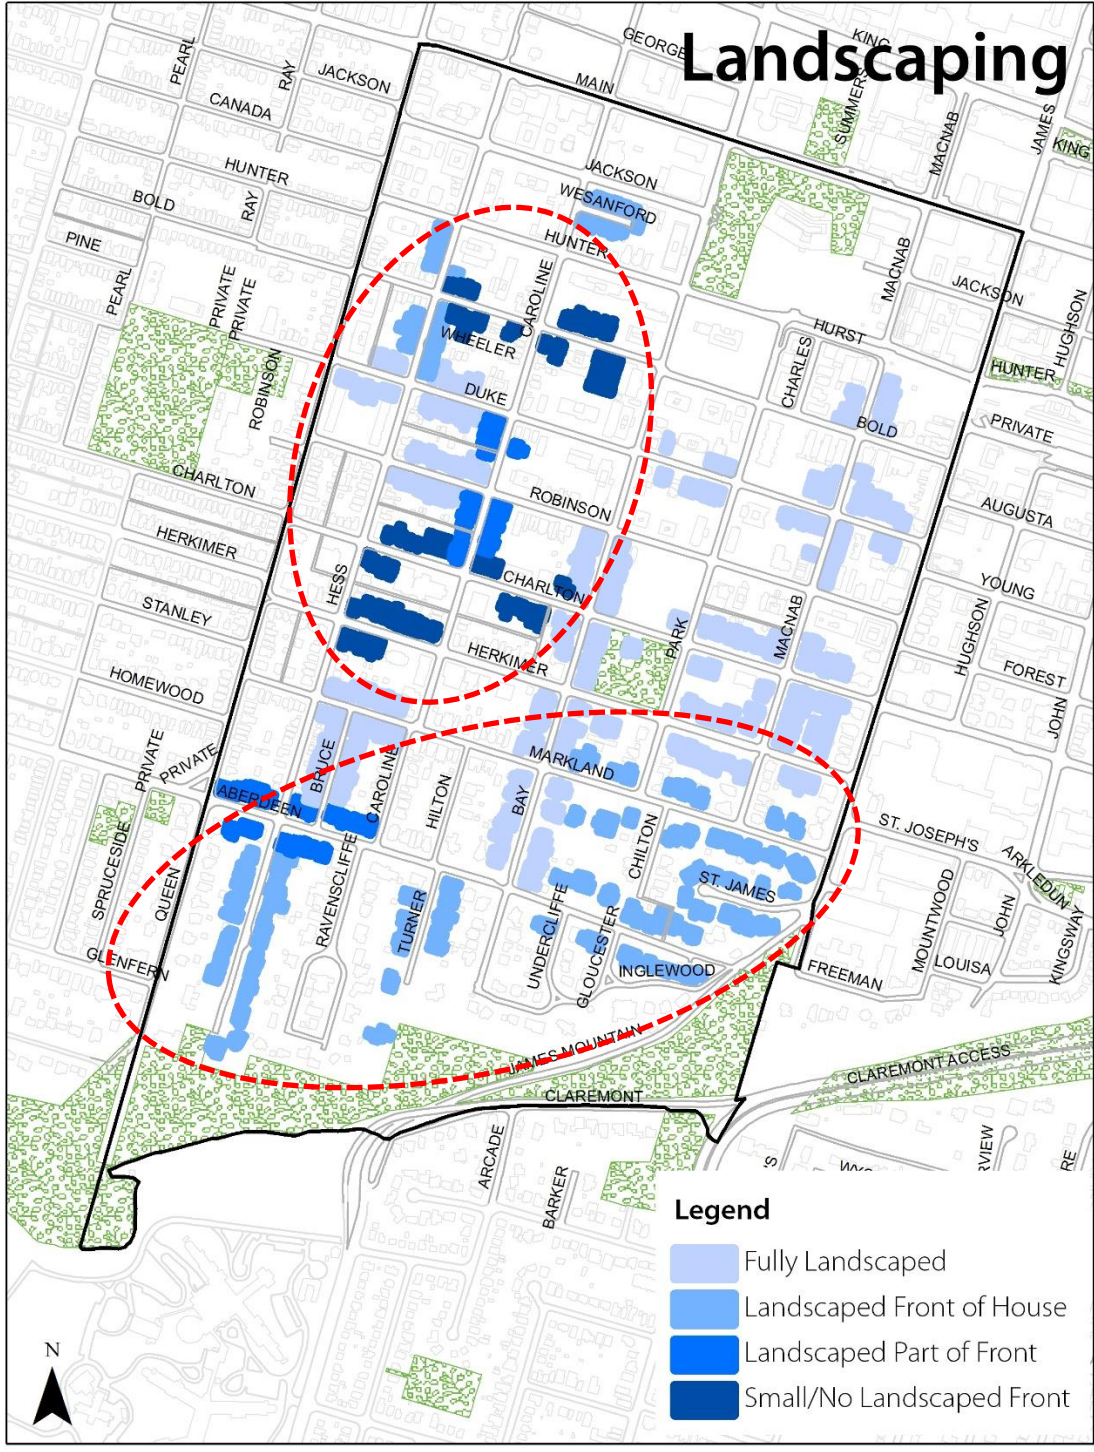 Landscaping
GEORGE
KING
PEARL
RAY
JACKSON
MAIN
SUMMERS
CANADA
MACNAB
JAMES
KING
HUNTER
JACKSON
BOLD
RAY
WESANFORD
PINE
HUNTER
MACNAB
PEARL
PRIVATE
PRIVATE
CAROLINE
JACKSON
HUGHSON
WHEELER
HURST
ROBINSON
CHARLES
HUNTER
DUKE
BOLD
PRIVATE
CHARLTON
ROBINSON
AUGUSTA
HERKIMER
HESS
CHARLTON
YOUNG
STANLEY
MACNAB
HUGHSON
PARK
HERKIMER
FOREST
HOMEWOOD
JOHN
PRIVATE
PRIVATE
BRUCE
CAROLINE
MARKLAND
ABERDEEN
HILTON
BAY
ST. JOSEPH'S
CHILTON
SPRUCESIDE
QUEEN
RAVENSCLIFFE
ST. JAMES
ARKLEDUN
TURNER
UNDERCLIFFE
GLOUCESTER
MOUNTWOOD
JOHN
KINGSWAY
GLENFERN
INGLEWOOD
FREEMAN
LOUISA
JAMES MOUNTAIN
CLAREMONT ACCESS
CLAREMONT
ARCADE
BARKER
S
WYC
RVIEW
RE
Legend
Fully Landscaped
Landscaped Front of House
Landscaped Part of Front
Small/No Landscaped Front
N